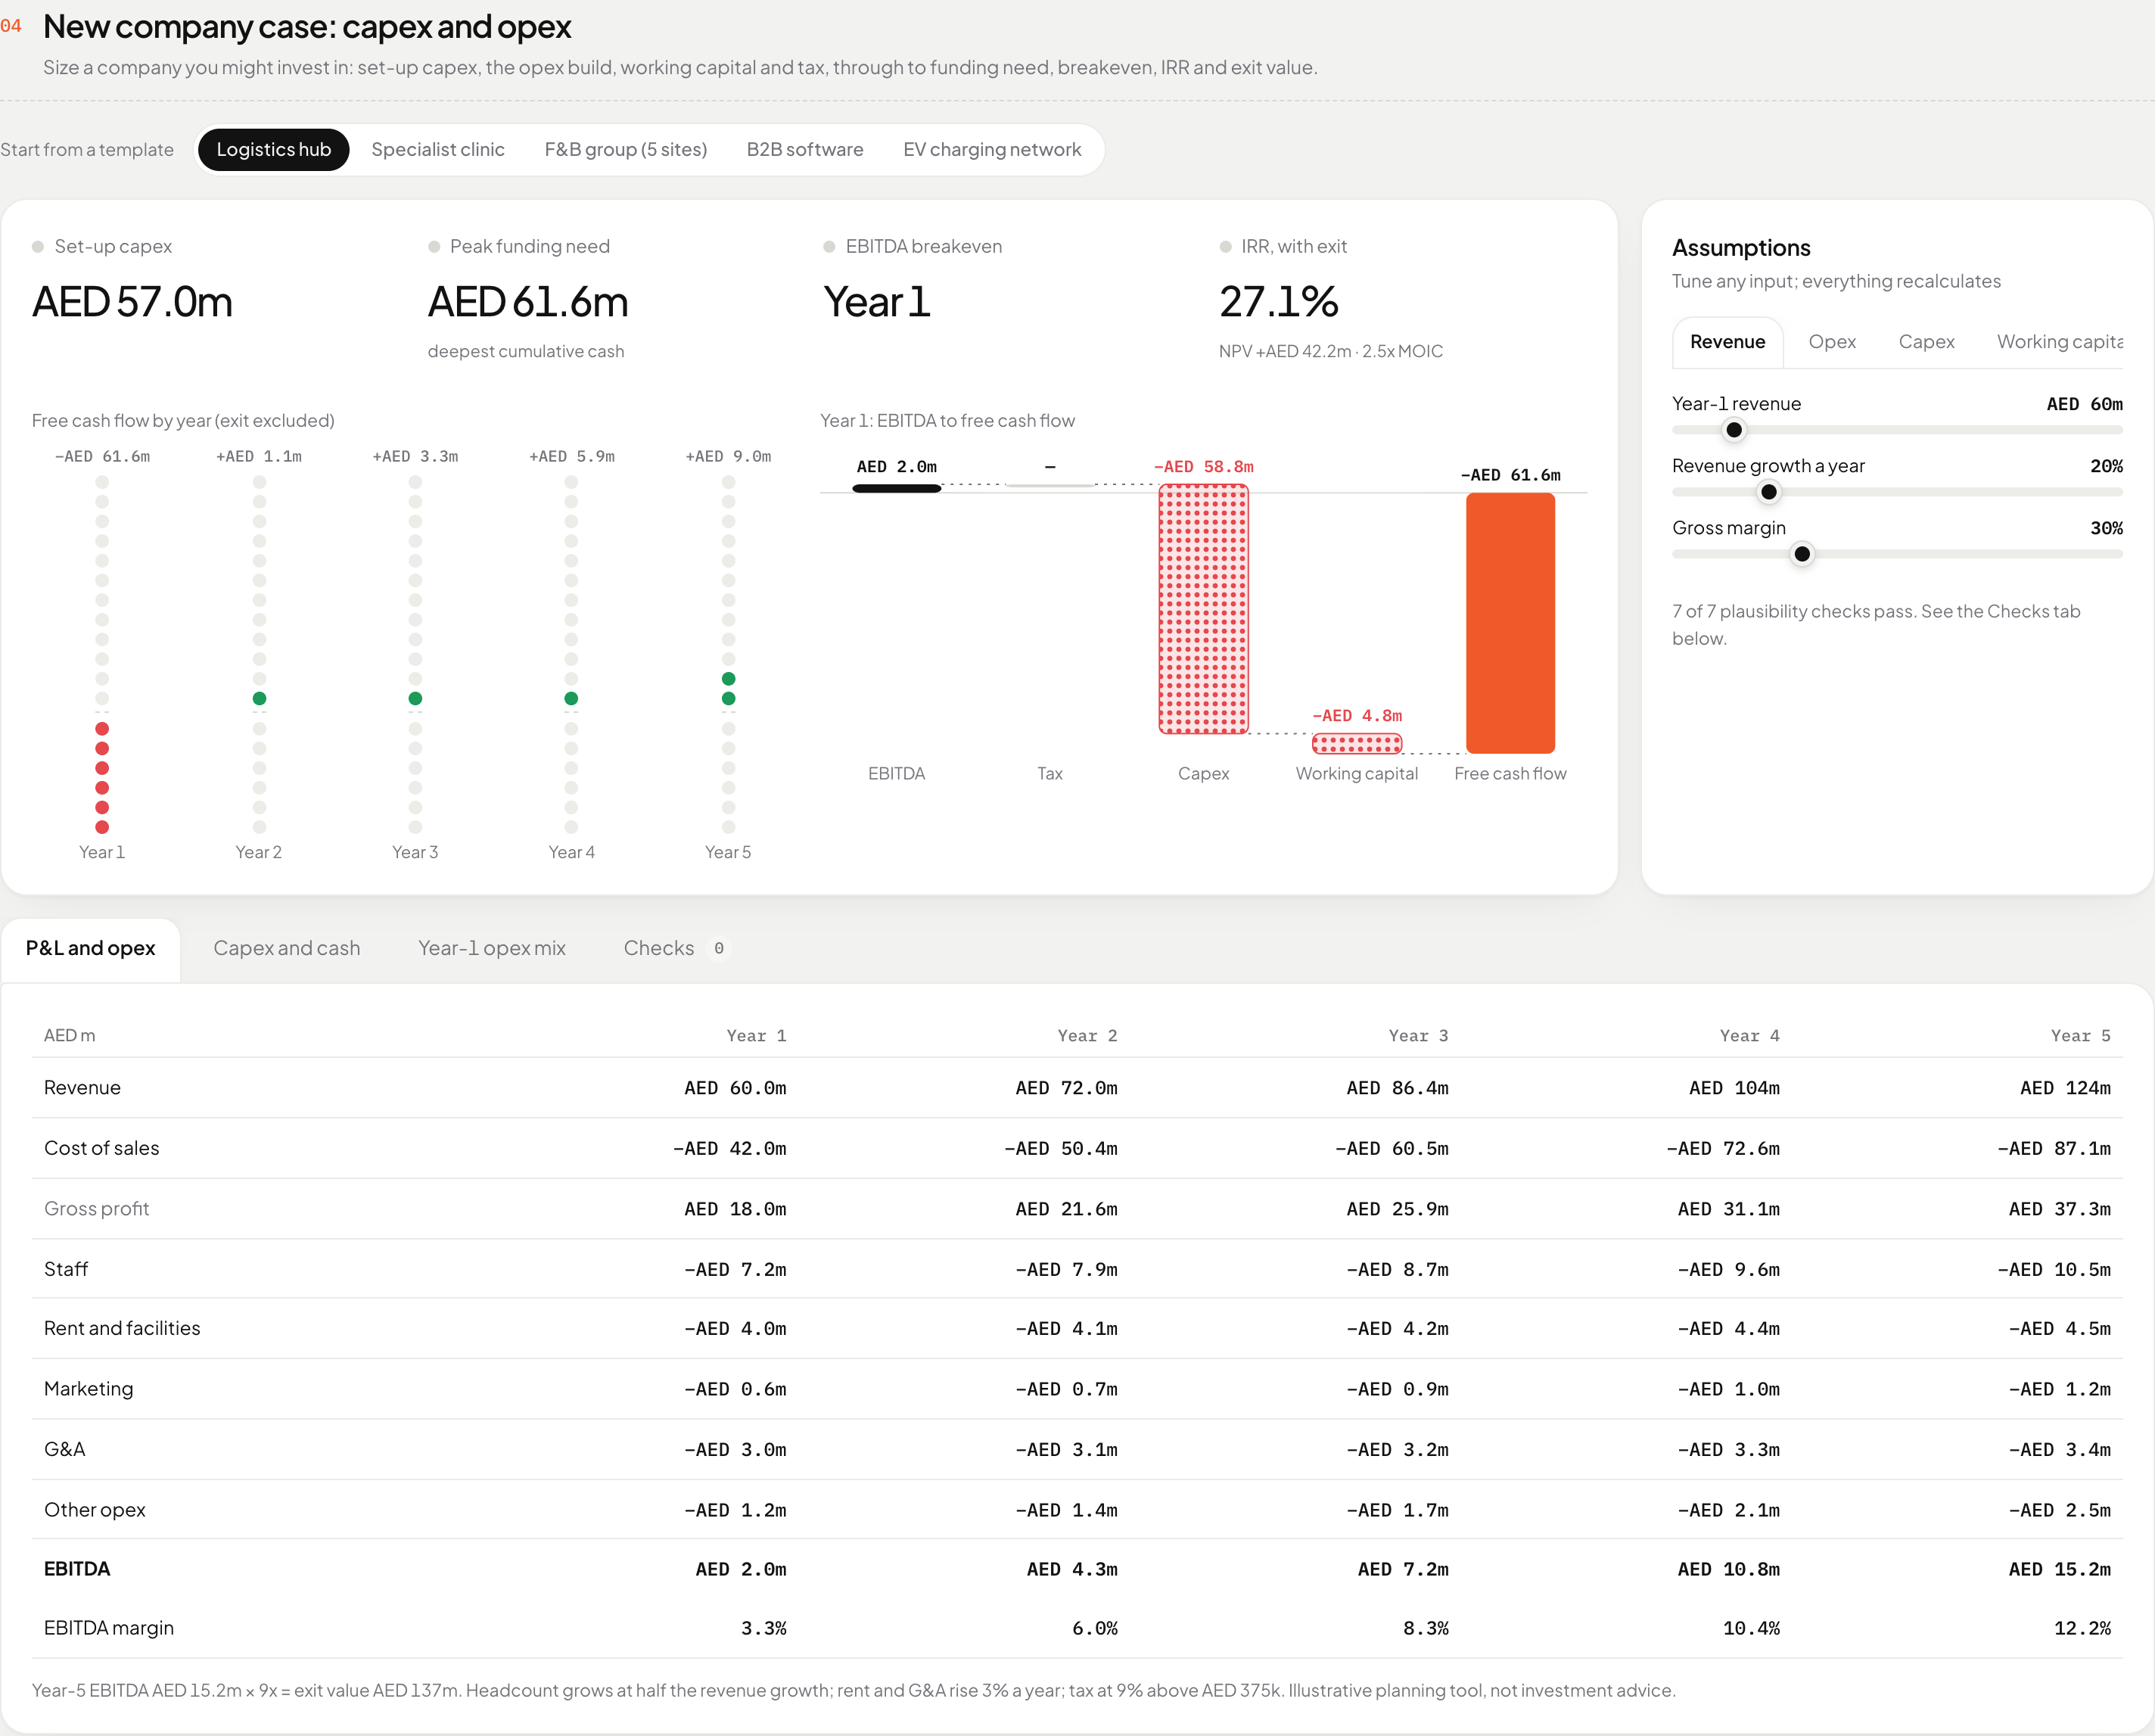 04 New company case: capex and opex
Size a company you might invest in: set-up capex, the opex build, working capital and tax, through to funding need, breakeven, IRR and exit value.
Start from a template Logistics hub Specialist clinic F&B group (5 sites) B2B software EV charging network
Set-up capex Peak funding need EBITDA breakeven IRR, with exit
AED 57.0m AED 61.6m Year 1 27.1%
deepest cumulative cash NPV +AED 42.2m · 2.5x MOIC
Free cash flow by year (exit excluded)
−AED 61.6m +AED 1.1m +AED 3.3m +AED 5.9m +AED 9.0m
Year 1 Year 2 Year 3 Year 4 Year 5
Year 1: EBITDA to free cash flow
AED 2.0m – −AED 58.8m −AED 4.8m −AED 61.6m
EBITDA Tax Capex Working capital Free cash flow
Assumptions
Tune any input; everything recalculates
Revenue Opex Capex Working capita
Year-1 revenue AED 60m
Revenue growth a year 20%
Gross margin 30%
7 of 7 plausibility checks pass. See the Checks tab
below.
P&L and opex Capex and cash Year-1 opex mix Checks 0
AED m Year 1 Year 2 Year 3 Year 4 Year 5
Revenue AED 60.0m AED 72.0m AED 86.4m AED 104m AED 124m
Cost of sales −AED 42.0m −AED 50.4m −AED 60.5m −AED 72.6m −AED 87.1m
Gross profit AED 18.0m AED 21.6m AED 25.9m AED 31.1m AED 37.3m
Staff −AED 7.2m −AED 7.9m −AED 8.7m −AED 9.6m −AED 10.5m
Rent and facilities −AED 4.0m −AED 4.1m −AED 4.2m −AED 4.4m −AED 4.5m
Marketing −AED 0.6m −AED 0.7m −AED 0.9m −AED 1.0m −AED 1.2m
G&A −AED 3.0m −AED 3.1m −AED 3.2m −AED 3.3m −AED 3.4m
Other opex −AED 1.2m −AED 1.4m −AED 1.7m −AED 2.1m −AED 2.5m
EBITDA AED 2.0m AED 4.3m AED 7.2m AED 10.8m AED 15.2m
EBITDA margin 3.3% 6.0% 8.3% 10.4% 12.2%
Year-5 EBITDA AED 15.2m × 9x = exit value AED 137m. Headcount grows at half the revenue growth; rent and G&A rise 3% a year; tax at 9% above AED 375k. Illustrative planning tool, not investment advice.